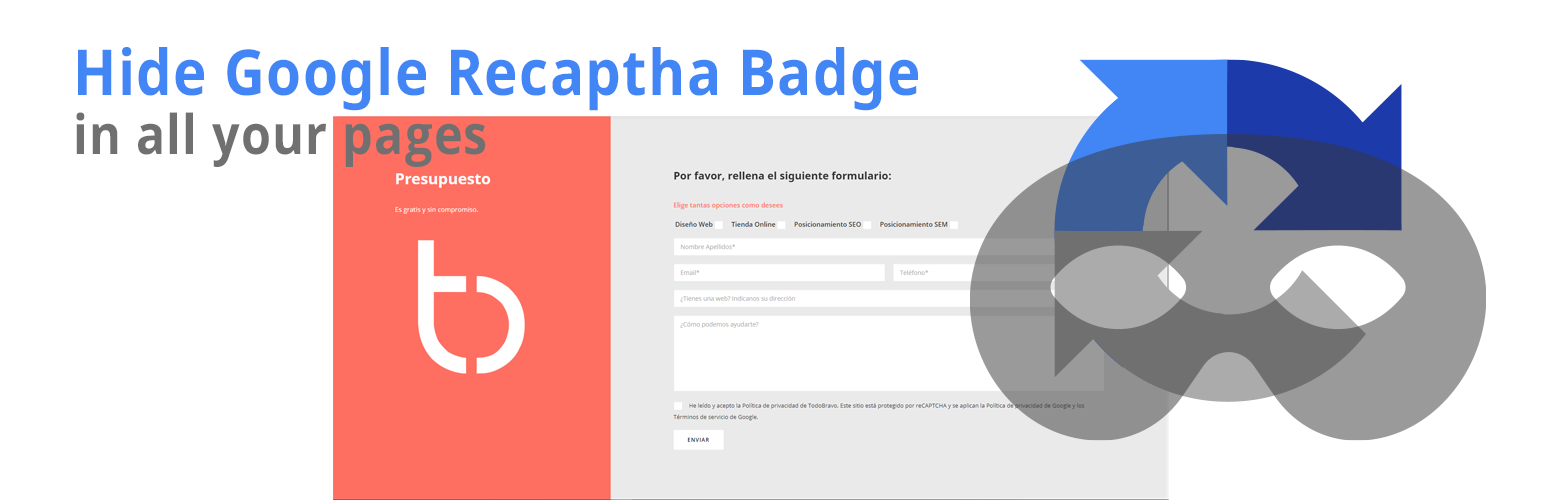 Hide Google Recaptha Badge
in all your pages
Presupuesto
Es gratis y sin compromiso.
Por favor, rellena el siguiente formulario:
Elige tantas opciones como desees
Diseño Web Tienda Online Posicionamiento SEO Posicionamiento SEM
Nombre Apellidos*
Email* Teléfono*
¿Tienes una web? Indícanos su dirección
¿Cómo podemos ayudarte?
He leído y acepto la Política de privacidad de TodoBravo. Este sitio está protegido por reCAPTCHA y se aplican la Política de privacidad de Google y los
Términos de servicio de Google.
ENVIAR